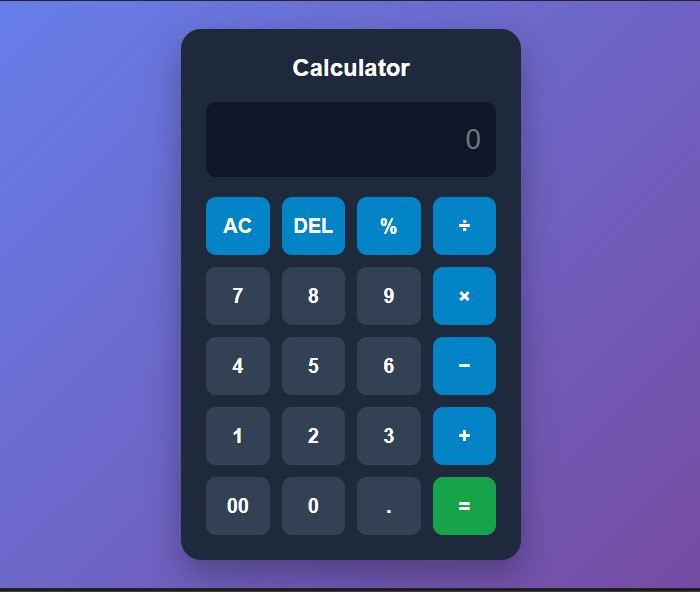 Calculator
0
AC DEL % ÷
7 8 9 ×
4 5 6 −
1 2 3 +
00 0 . =